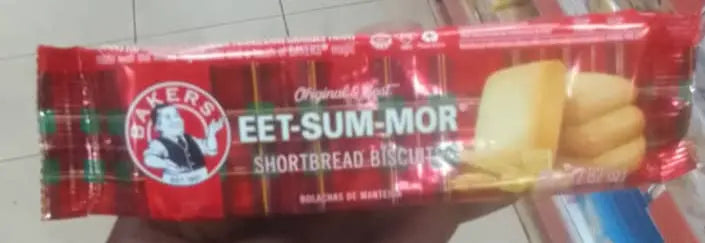 BAKERS
Original & Best
EET-SUM-MOR
SHORTBREAD BISCUITS
BOLACHAS DE MANTEIGA